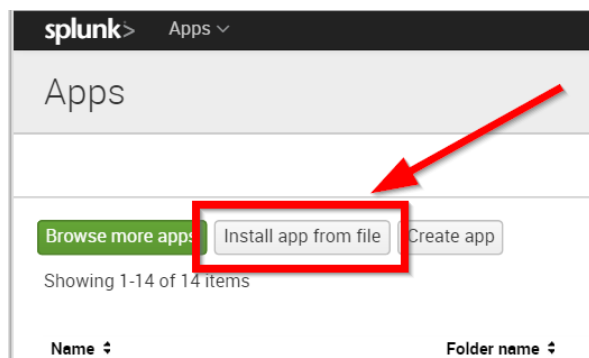 splunk> Apps
Apps
Browse more apps Install app from file Create app
Showing 1-14 of 14 items
Name Folder name